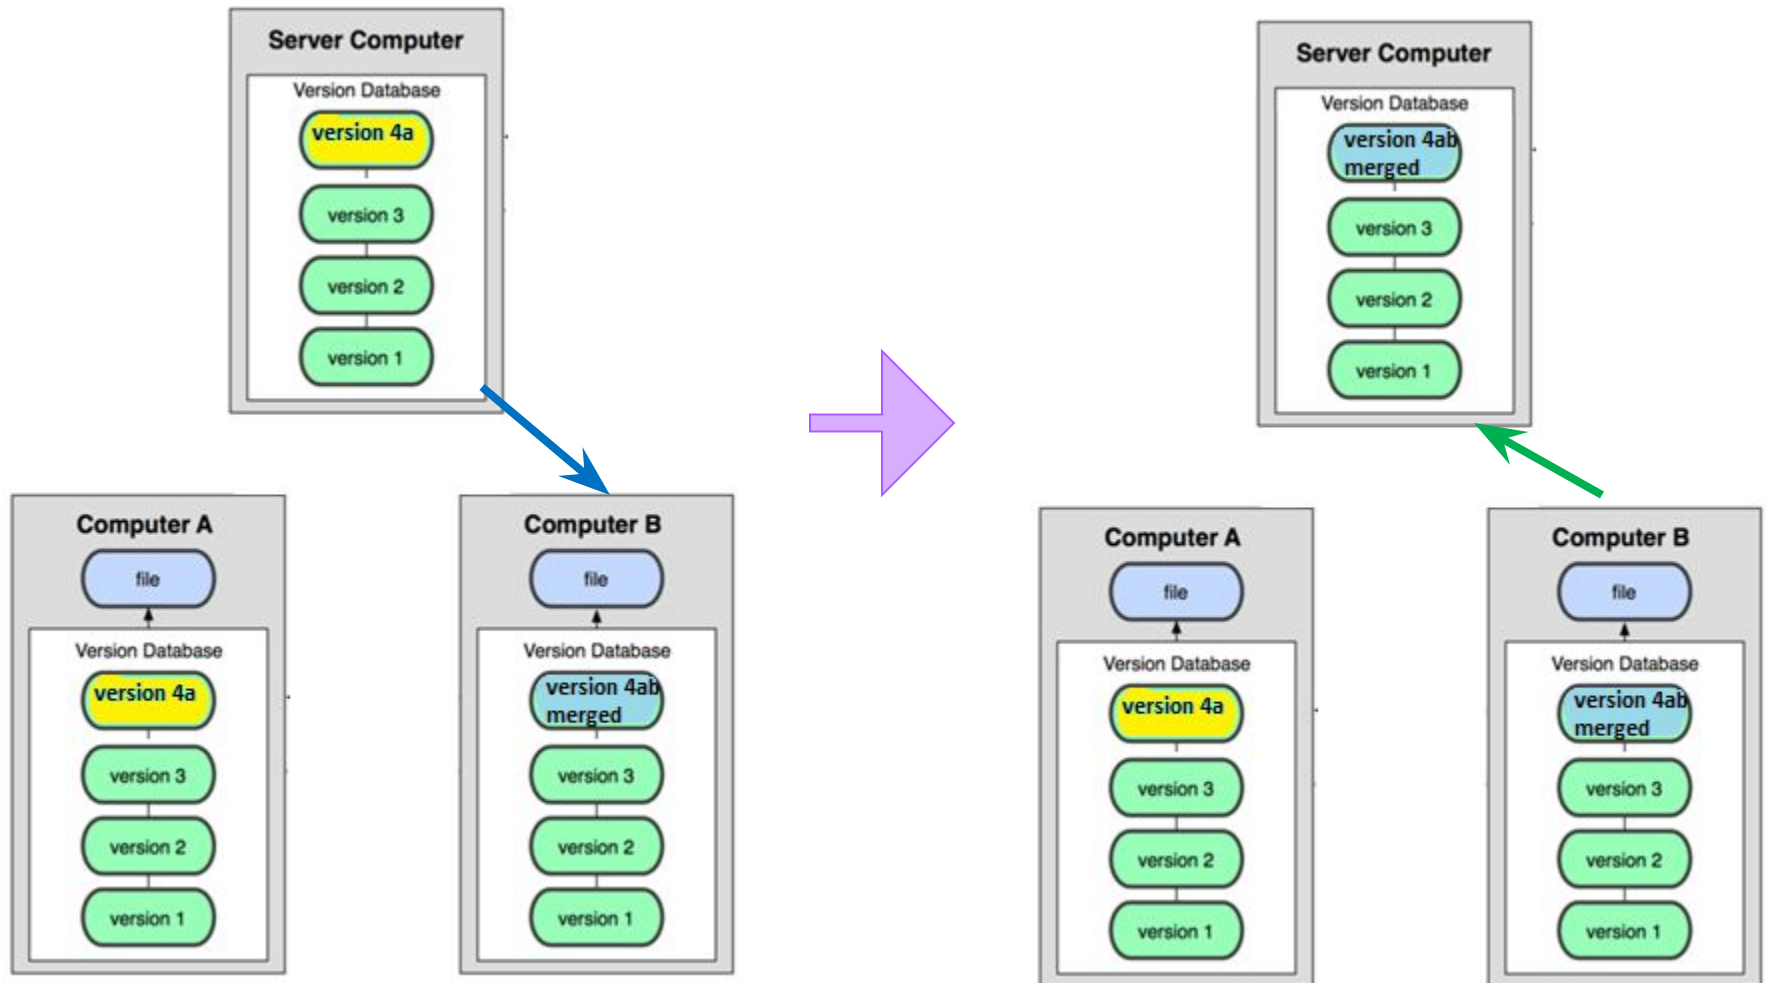 Server Computer
Version Database
version 4a
version 3
version 2
version 1
Computer A
file
Version Database
version 4a
version 3
version 2
version 1
Computer B
file
Version Database
version 4ab
merged
version 3
version 2
version 1
Server Computer
Version Database
version 4ab
merged
version 3
version 2
version 1
Computer A
file
Version Database
version 4a
version 3
version 2
version 1
Computer B
file
Version Database
version 4ab
merged
version 3
version 2
version 1